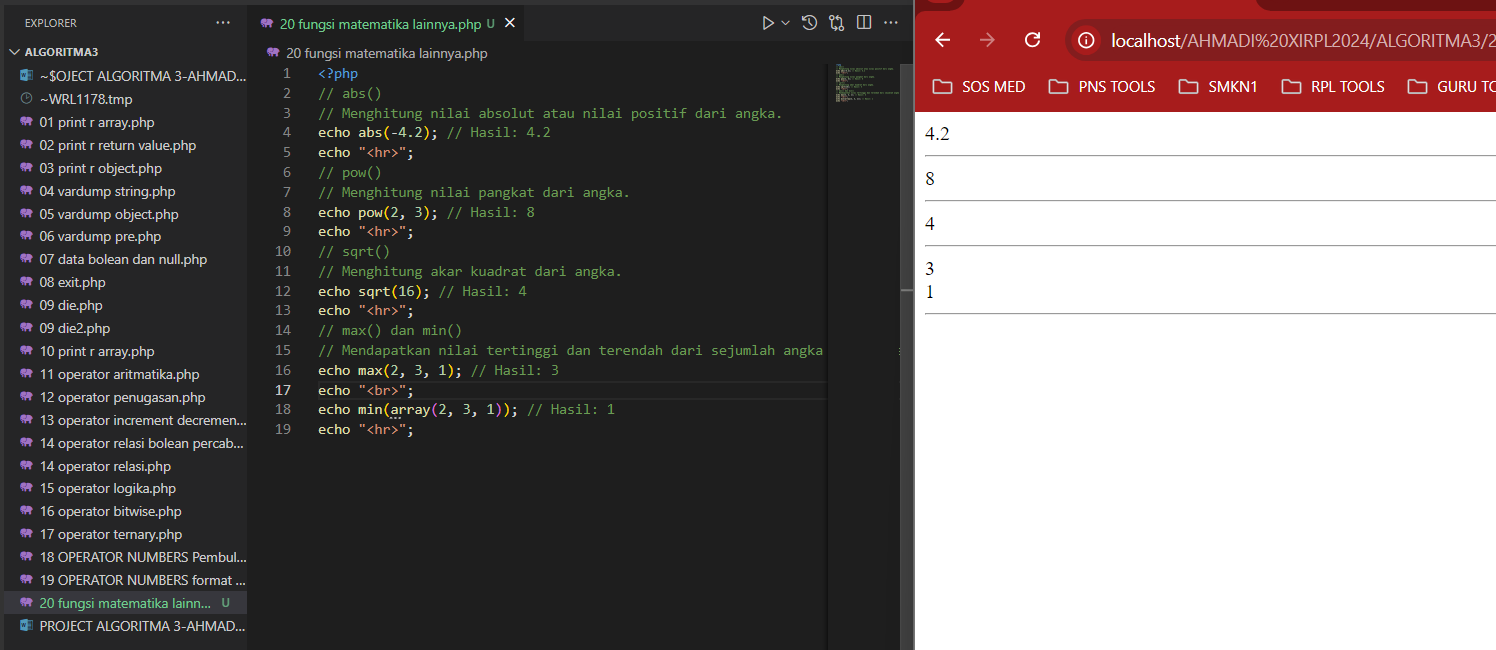 EXPLORER
ALGORITMA3
~$OJECT ALGORITMA 3-AHMAD...
~WRL1178.tmp
01 print r array.php
02 print r return value.php
03 print r object.php
04 vardump string.php
05 vardump object.php
06 vardump pre.php
07 data bolean dan null.php
08 exit.php
09 die.php
09 die2.php
10 print r array.php
11 operator aritmatika.php
12 operator penugasan.php
13 operator increment decremen...
14 operator relasi bolean percab...
14 operator relasi.php
15 operator logika.php
16 operator bitwise.php
17 operator ternary.php
18 OPERATOR NUMBERS Pembul...
19 OPERATOR NUMBERS format ...
20 fungsi matematika lainn... U
PROJECT ALGORITMA 3-AHMAD...
20 fungsi matematika lainnya.php U
20 fungsi matematika lainnya.php
1 <?php
2 // abs()
3 // Menghitung nilai absolut atau nilai positif dari angka.
4 echo abs(-4.2); // Hasil: 4.2
5 echo "<hr>";
6 // pow()
7 // Menghitung nilai pangkat dari angka.
8 echo pow(2, 3); // Hasil: 8
9 echo "<hr>";
10 // sqrt()
11 // Menghitung akar kuadrat dari angka.
12 echo sqrt(16); // Hasil: 4
13 echo "<hr>";
14 // max() dan min()
15 // Mendapatkan nilai tertinggi dan terendah dari sejumlah angka
16 echo max(2, 3, 1); // Hasil: 3
17 echo "<br>";
18 echo min(array(2, 3, 1)); // Hasil: 1
19 echo "<hr>";
localhost/AHMADI%20XIRPL2024/ALGORITMA3/2
SOS MED PNS TOOLS SMKN1 RPL TOOLS GURU TO
4.2
8
4
3
1